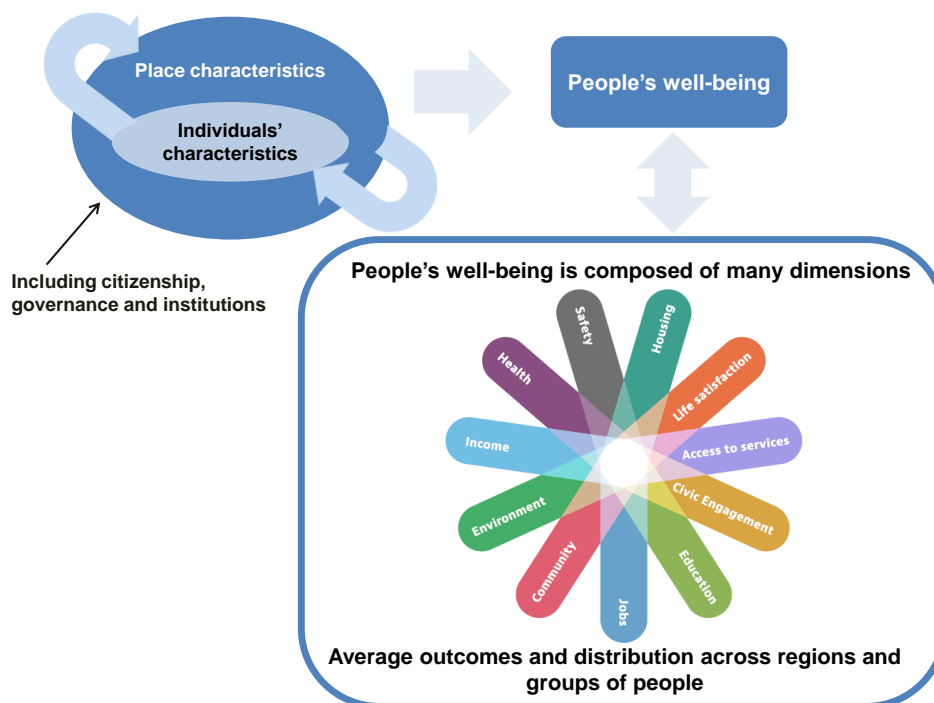 Place characteristics
Individuals’
characteristics
People’s well-being
Including citizenship,
governance and institutions
People’s well-being is composed of many dimensions
Safety
Housing
Health
Life satisfaction
Income
Access to services
Environment
Civic Engagement
Community
Education
Jobs
Average outcomes and distribution across regions and
groups of people